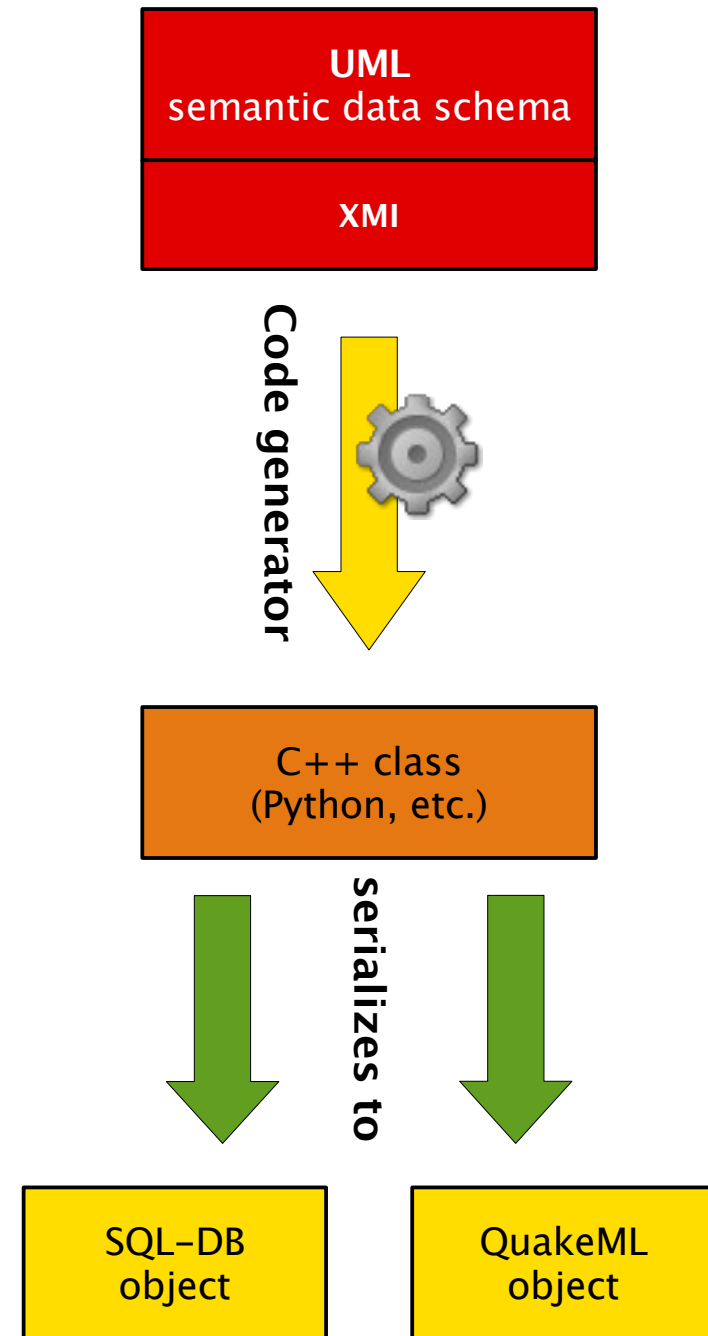 UML
semantic data schema
XMI
Code generator
C++ class
(Python, etc.)
serializes to
SQL-DB
object
QuakeML
object